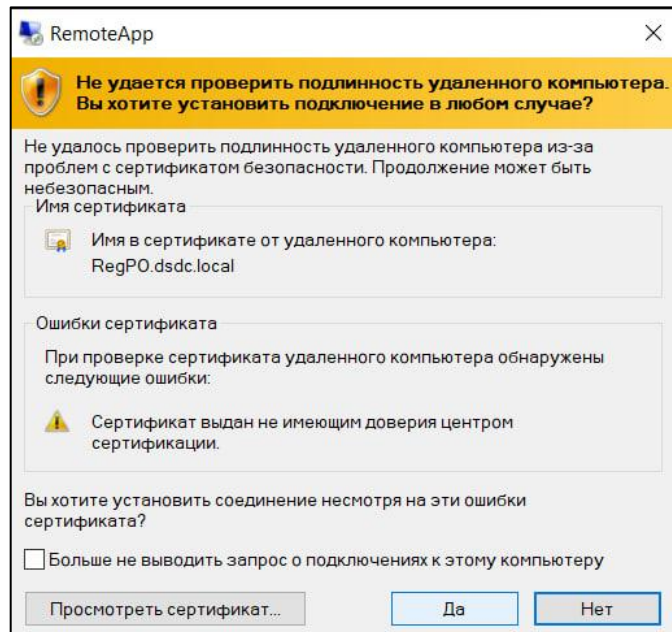 RemoteApp
Не удается проверить подлинность удаленного компьютера.
Вы хотите установить подключение в любом случае?
Не удалось проверить подлинность удаленного компьютера из-за
проблем с сертификатом безопасности. Продолжение может быть
небезопасным.
Имя сертификата
Имя в сертификате от удаленного компьютера:
RegPO.dsdc.local
Ошибки сертификата
При проверке сертификата удаленного компьютера обнаружены
следующие ошибки:
Сертификат выдан не имеющим доверия центром
сертификации.
Вы хотите установить соединение несмотря на эти ошибки
сертификата?
Больше не выводить запрос о подключениях к этому компьютеру
Просмотреть сертификат...
Да
Нет